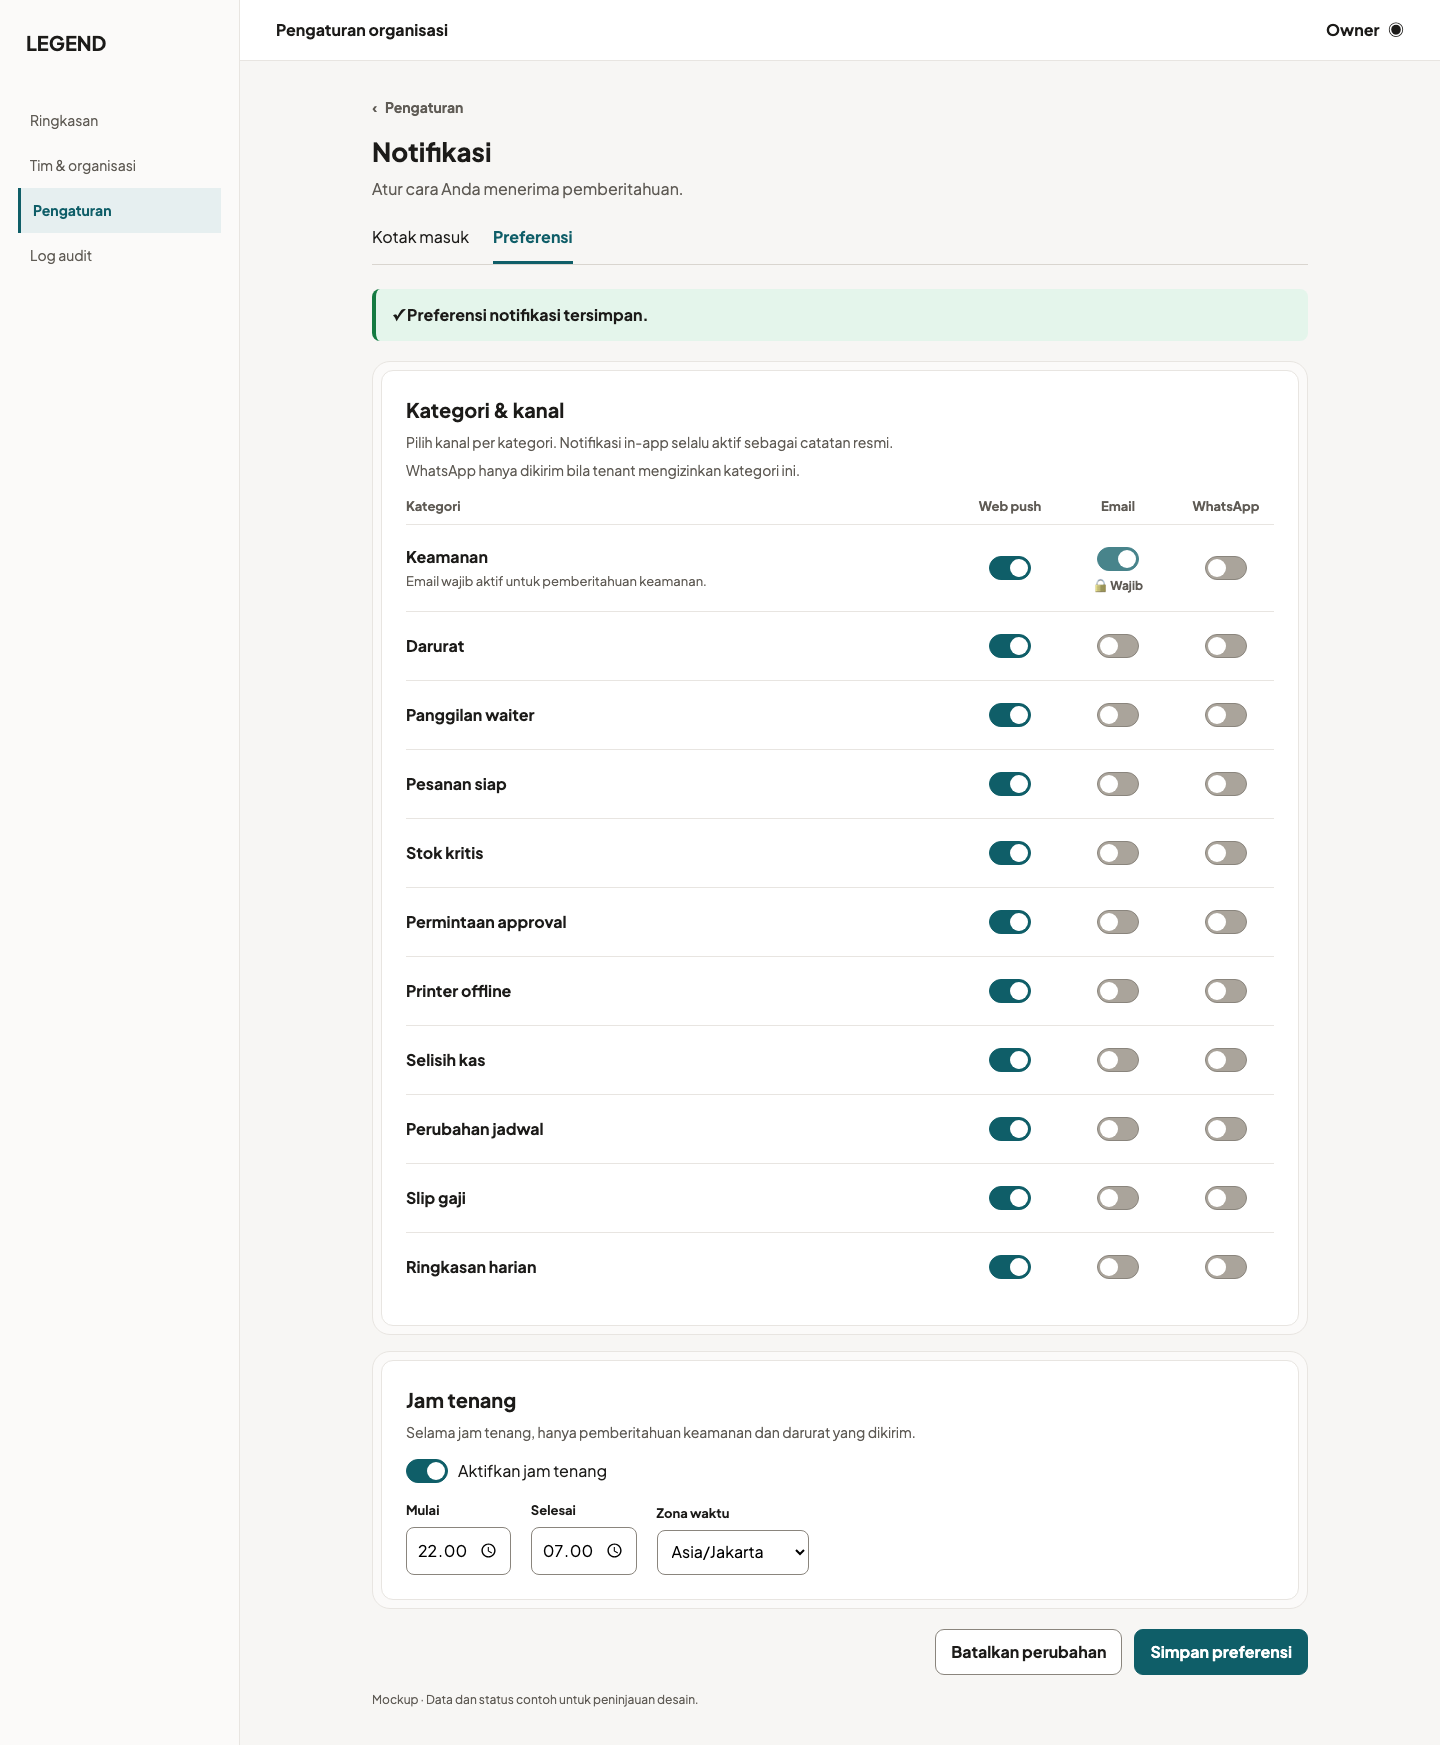 LEGEND
Ringkasan
Tim & organisasi
Pengaturan
Log audit
Pengaturan organisasi
Owner
‹ Pengaturan
Notifikasi
Atur cara Anda menerima pemberitahuan.
Kotak masuk
Preferensi
✓Preferensi notifikasi tersimpan.
Kategori & kanal
Pilih kanal per kategori. Notifikasi in-app selalu aktif sebagai catatan resmi.
WhatsApp hanya dikirim bila tenant mengizinkan kategori ini.
Kategori Web push Email WhatsApp
Keamanan
Email wajib aktif untuk pemberitahuan keamanan.
🔒 Wajib
Darurat
Panggilan waiter
Pesanan siap
Stok kritis
Permintaan approval
Printer offline
Selisih kas
Perubahan jadwal
Slip gaji
Ringkasan harian
Jam tenang
Selama jam tenang, hanya pemberitahuan keamanan dan darurat yang dikirim.
Aktifkan jam tenang
Mulai Selesai Zona waktu
22.00 07.00 Asia/Jakarta
Batalkan perubahan Simpan preferensi
Mockup · Data dan status contoh untuk peninjauan desain.